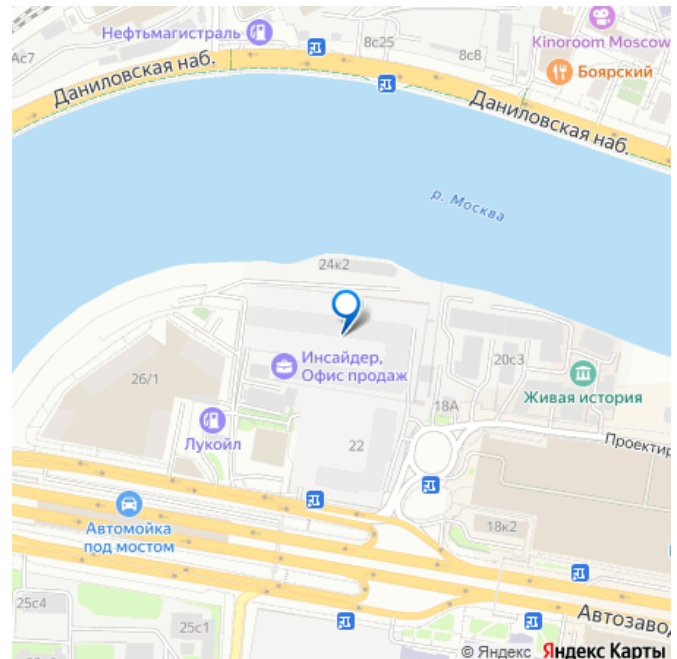 Нефтьмагистраль
8с25
8с8
Kinoroom Moscow
Боярский
Ас7
Даниловская наб.
Даниловская наб.
р. Москва
24к2
Инсайдер,
Офис продаж
20с3
26/1
Живая история
18А
Лукойл
22
Проектир
Автомойка
под мостом
18к2
25с4
25с1
Автозавод
© Яндекс Яндекс Карты